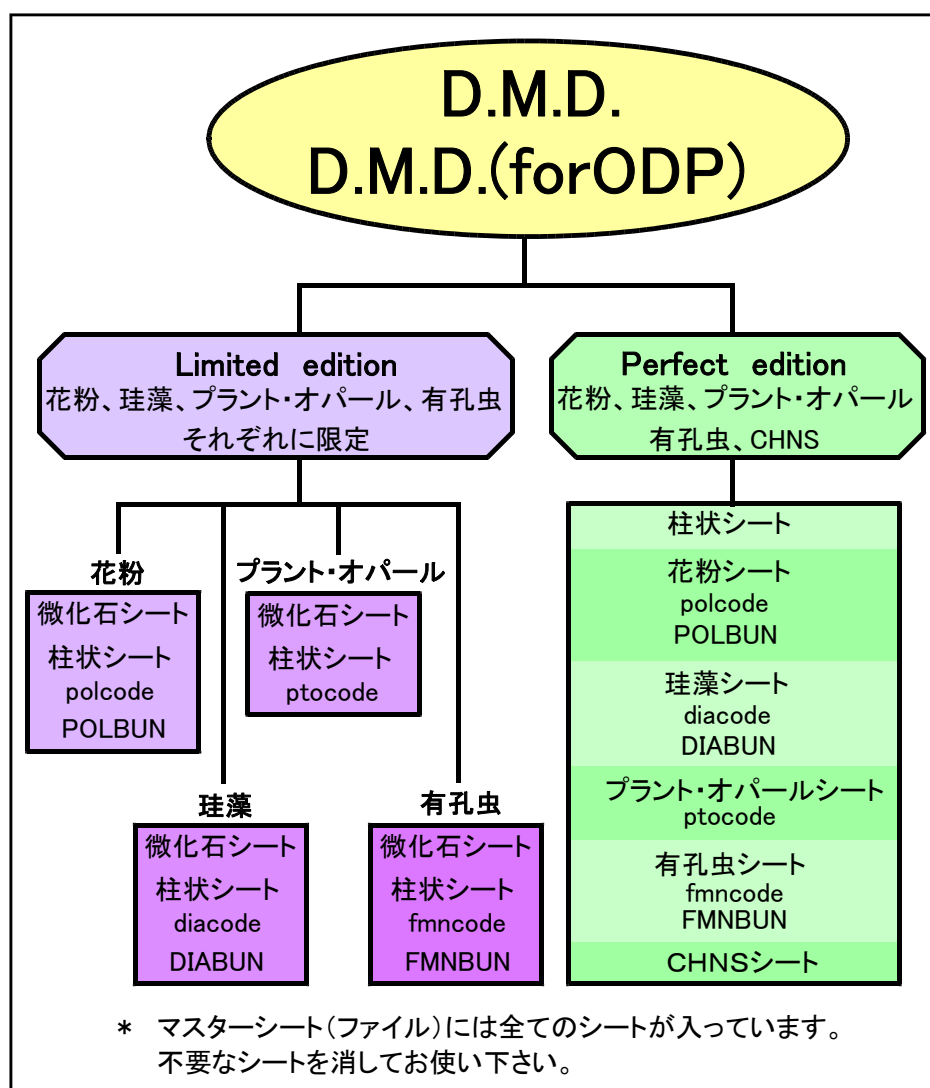 D.M.D.
D.M.D.(forODP)
Limited edition
花粉、珪藻、プラント・オパール、有孔虫
それぞれに限定
Perfect edition
花粉、珪藻、プラント・オパール
有孔虫、CHNS
花粉
微化石シート
柱状シート
polcode
POLBUN
プラント・オパール
微化石シート
柱状シート
ptocode
珪藻
微化石シート
柱状シート
diacode
DIABUN
有孔虫
微化石シート
柱状シート
fmncode
FMNBUN
柱状シート
花粉シート
polcode
POLBUN
珪藻シート
diacode
DIABUN
プラント・オパールシート
ptocode
有孔虫シート
fmncode
FMNBUN
CHNSシート
* マスターシート(ファイル)には全てのシートが入っています。
不要なシートを消してお使い下さい。